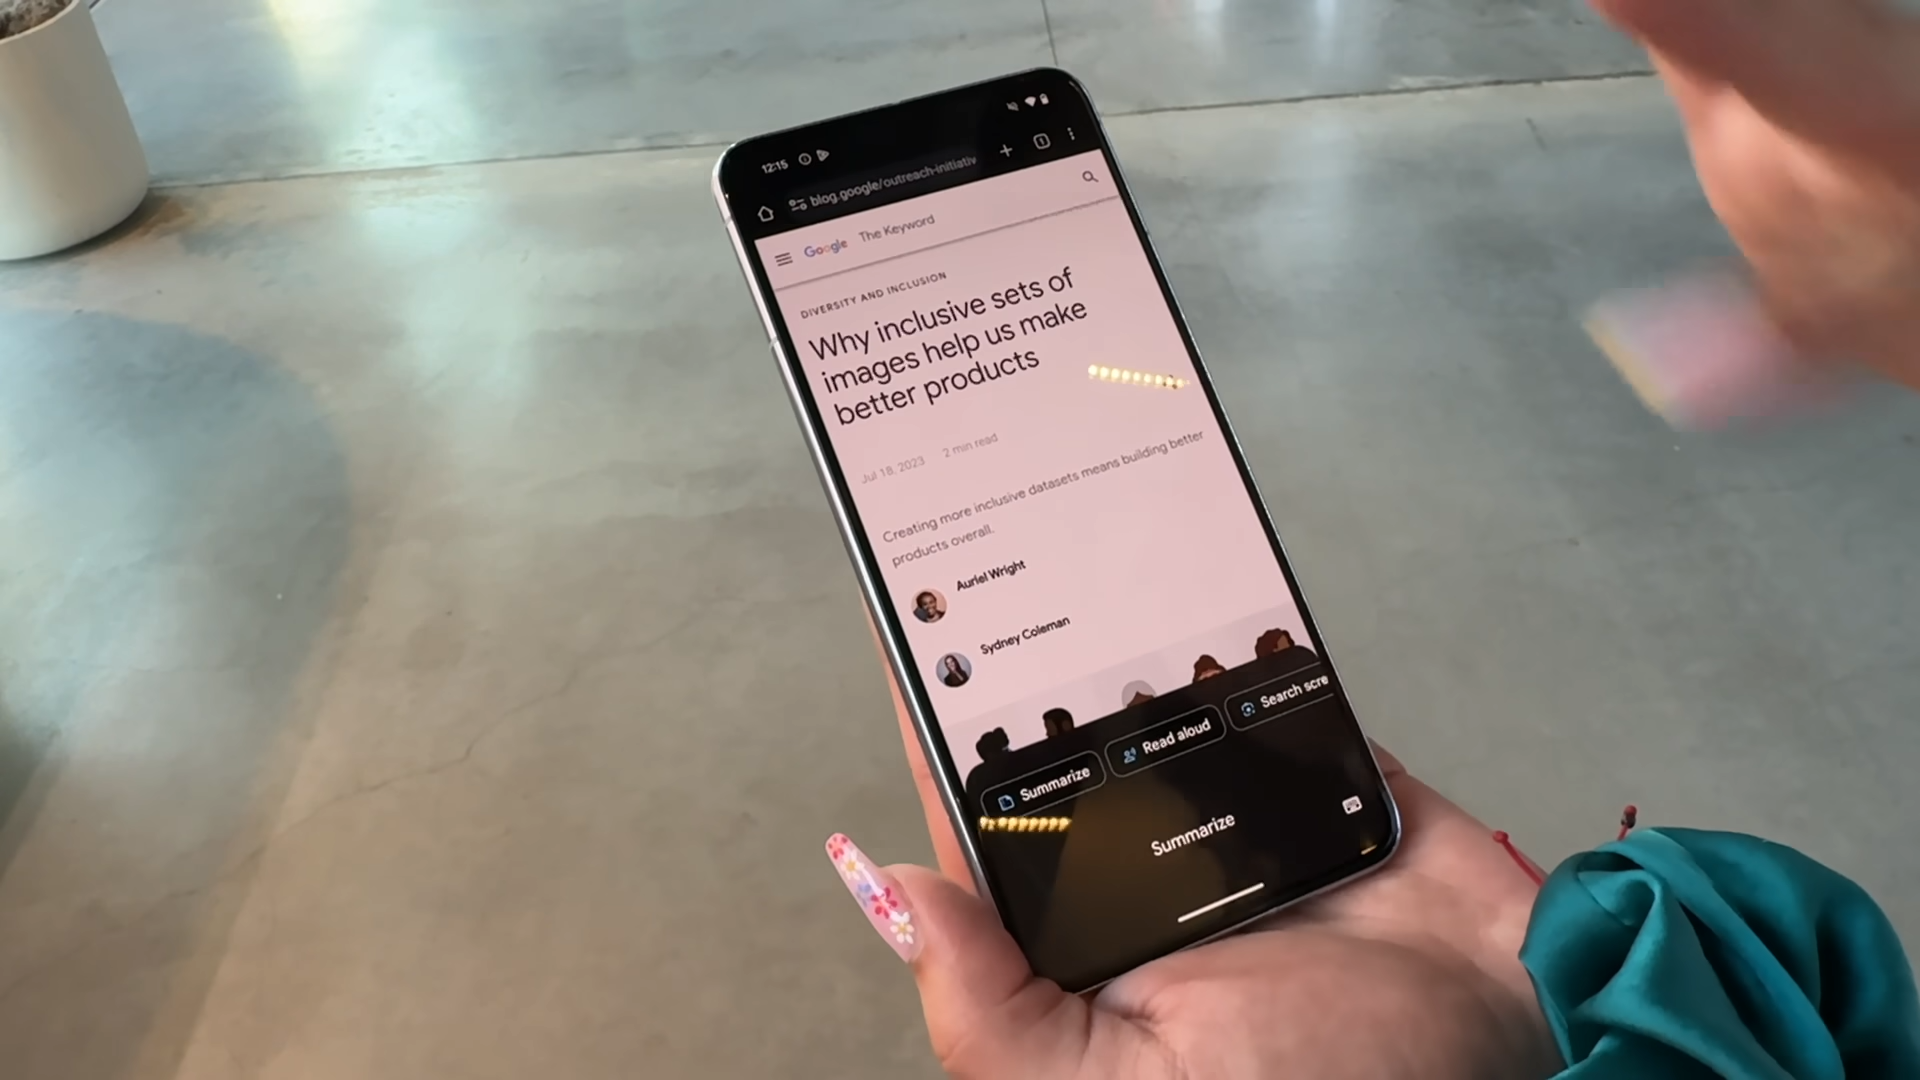 12:15
blog.google/outreach-initiativ
1
Google The Keyword
DIVERSITY AND INCLUSION
Why inclusive sets of
images help us make
better products
Jul 18, 2023 2 min read
Creating more inclusive datasets means building better
products overall.
Auriel Wright
Sydney Coleman
Summarize Read aloud Search scre
Summarize